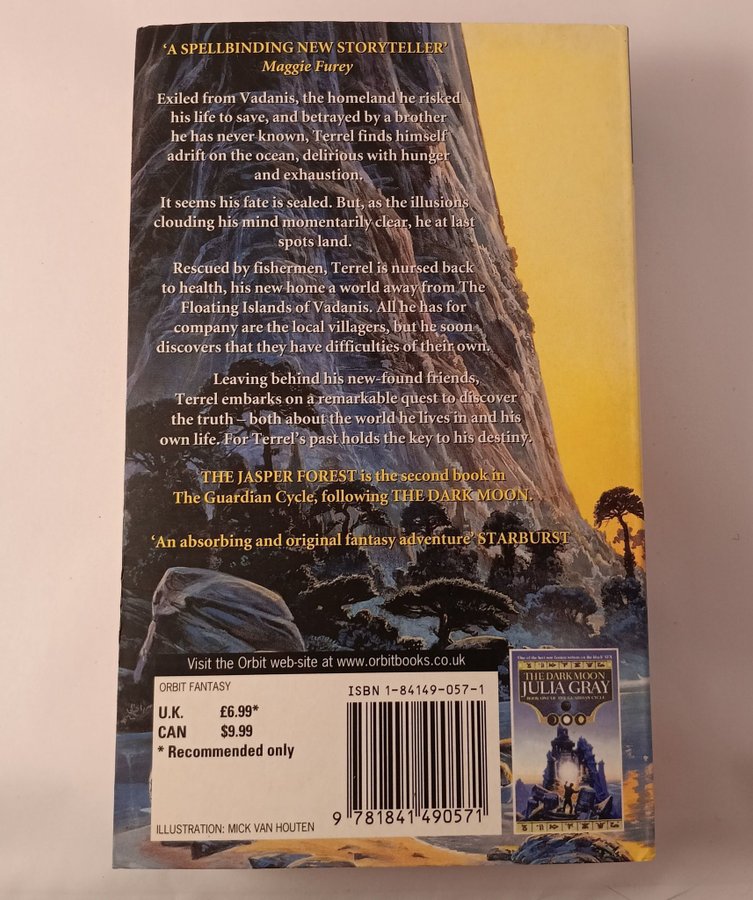 ‘A SPELLBINDING NEW STORYTELLER’
Maggie Furey
Exiled from Vadanis, the homeland he risked
his life to save, and betrayed by a brother
he has never known, Terrel finds himself
adrift on the ocean, delirious with hunger
and exhaustion.
It seems his fate is sealed. But, as the illusions
clouding his mind momentarily clear, he at last
spots land.
Rescued by fishermen, Terrel is nursed back
to health, his new home a world away from The
Floating Islands of Vadanis. All he has for
company are the local villagers, but he soon
discovers that they have difficulties of their own.
Leaving behind his new-found friends,
Terrel embarks on a remarkable quest to discover
the truth – both about the world he lives in and his
own life. For Terrel’s past holds the key to his destiny.
THE JASPER FOREST is the second book in
The Guardian Cycle, following THE DARK MOON.
‘An absorbing and original fantasy adventure’ STARBURST
Visit the Orbit web-site at www.orbitbooks.co.uk
ORBIT FANTASY
U.K. £6.99*
CAN $9.99
* Recommended only
ILLUSTRATION: MICK VAN HOUTEN
ISBN 1-84149-057-1
9 781841 490571
THE DARK MOON
JULIA GRAY
BOOK ONE OF THE GUARDIAN CYCLE